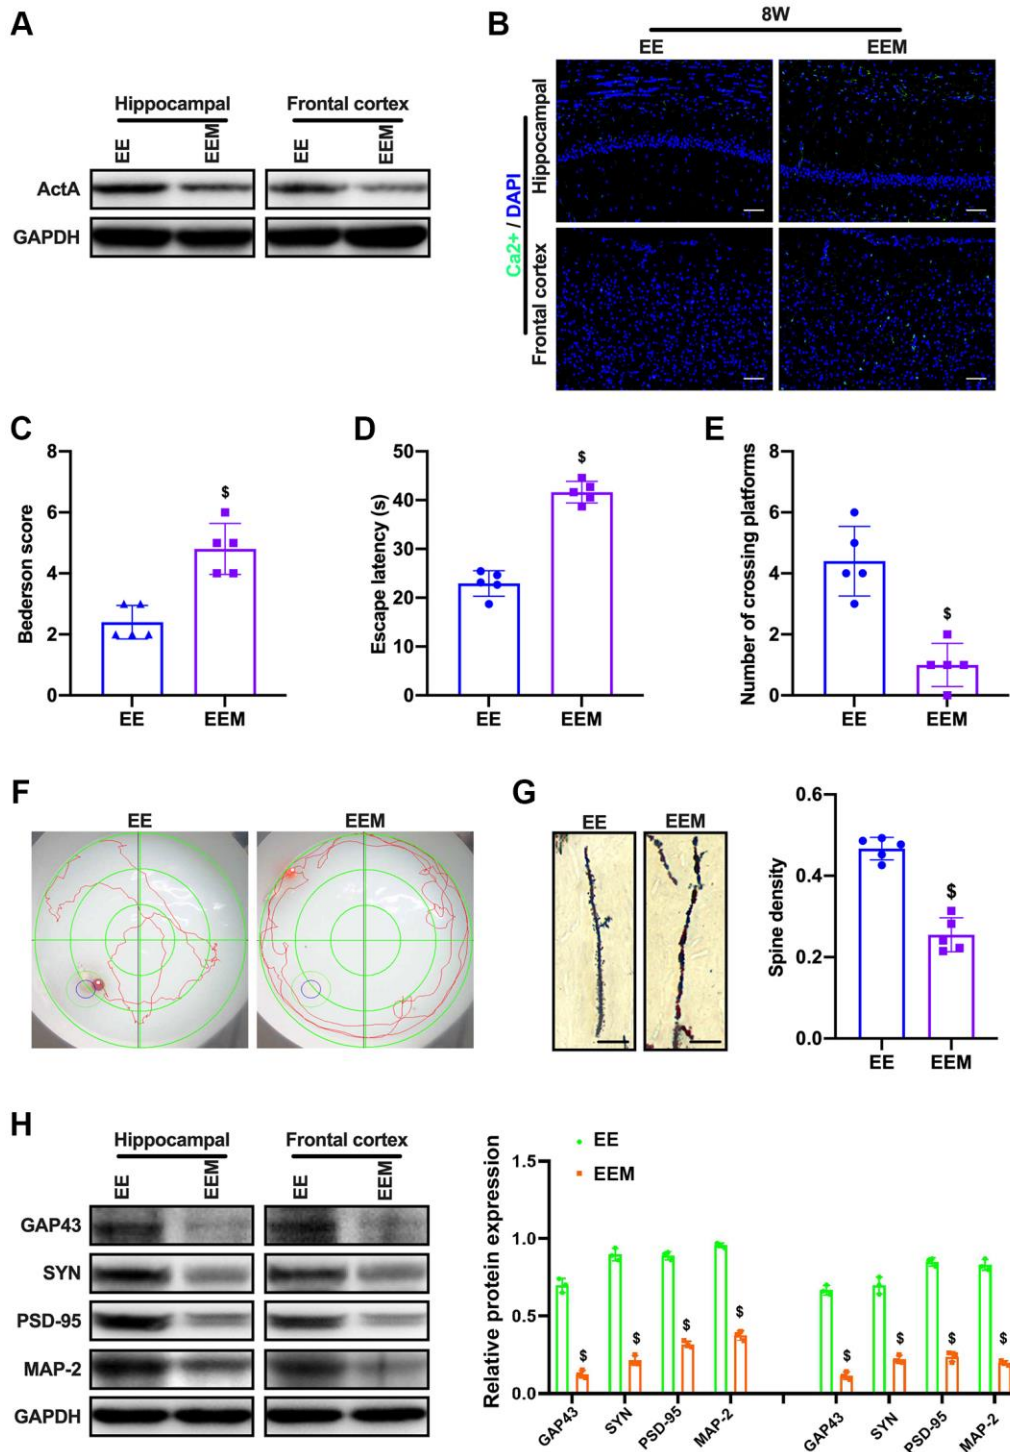 A
Hippocampal
Frontal cortex
EE
EEM
EE
EEM
ActA
GAPDH
B
8W
EE
EEM
Ca2+ / DAPI
Hippocampal
Frontal cortex
C
Bederson score
8
6
4
2
0
$
EE
EEM
D
Escape latency (s)
50
40
30
20
10
0
$
EE
EEM
E
Number of crossing platforms
8
6
4
2
0
$
EE
EEM
F
EE
EEM
G
EE
EEM
Spine density
0.6
0.4
0.2
0.0
$
EE
EEM
H
Hippocampal
Frontal cortex
EE
EEM
EE
EEM
GAP43
SYN
PSD-95
MAP-2
GAPDH
EE
EEM
Relative protein expression
1.5
1.0
0.5
0.0
$
$
$
$
$
$
$
$
GAP43
SYN
PSD-95
MAP-2
GAP43
SYN
PSD-95
MAP-2